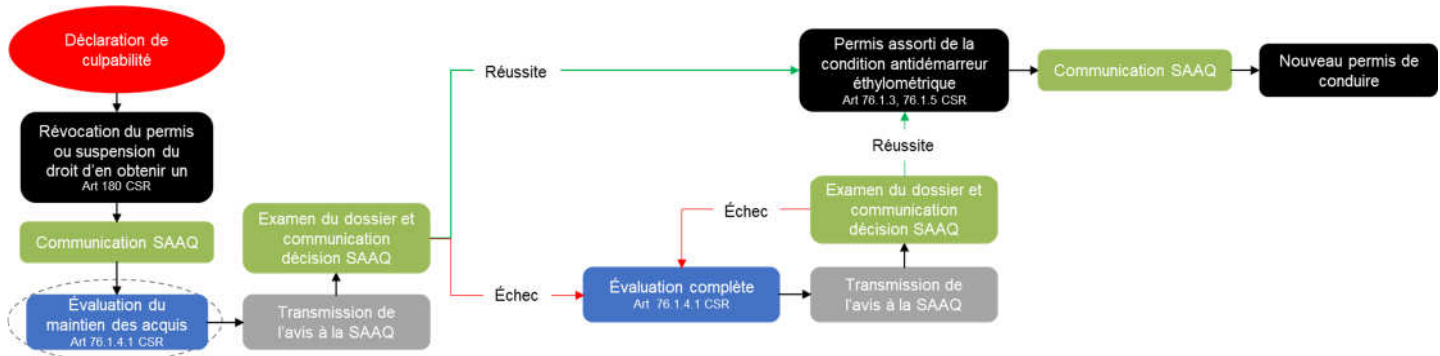 Déclaration de
culpabilité
Révocation du permis
ou suspension du
droit d'en obtenir un
Art 180 CSR
Communication SAAQ
Évaluation du
maintien des acquis
Art 76.1.4.1 CSR
Transmission de
l'avis à la SAAQ
Examen du dossier et
communication
décision SAAQ
Réussite
Échec
Évaluation complète
Art 76.1.4.1 CSR
Transmission de
l'avis à la SAAQ
Examen du dossier et
communication
décision SAAQ
Échec
Réussite
Permis assorti de la
condition antidémarreur
éthylométrique
Art 76.1.3, 76.1.5 CSR
Communication SAAQ
Nouveau permis de
conduire